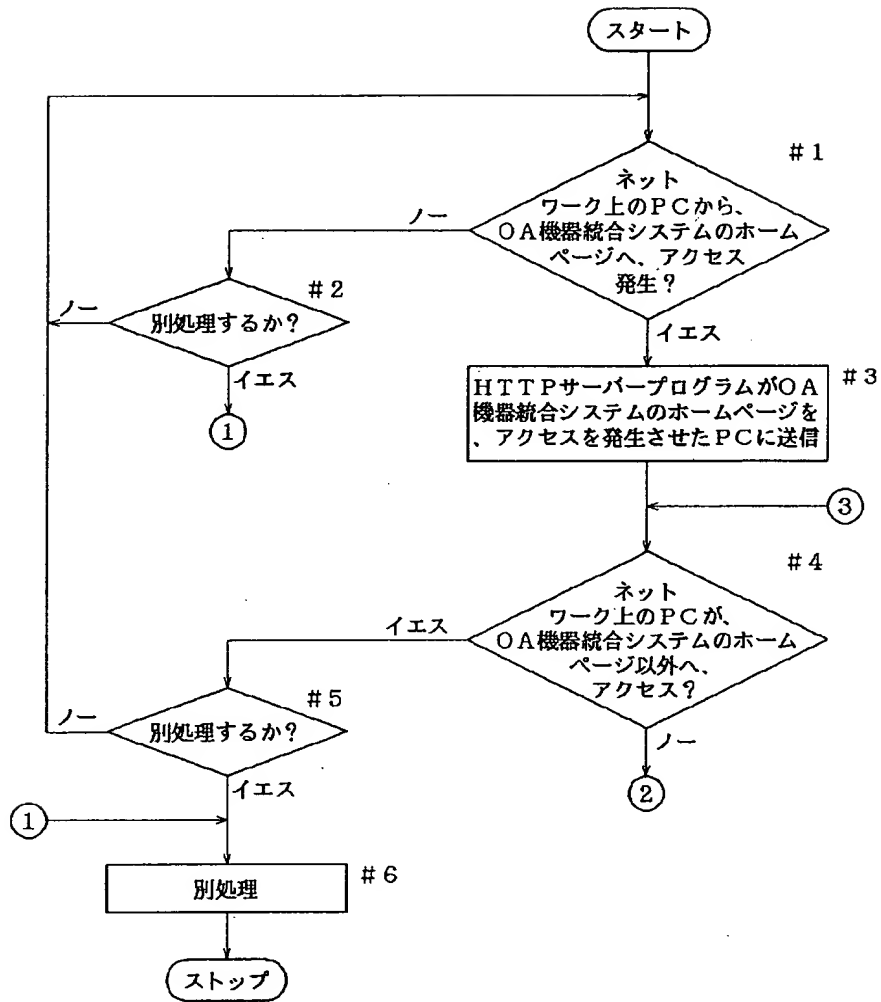 スタート
#1
ネット
ワーク上のPCから、
OA機器統合システムのホーム
ページへ、アクセス
発生?
ノー
イエス
#2
別処理するか?
ノー
イエス
①
#3
HTTPサーバープログラムがOA
機器統合システムのホームページを
、アクセスを発生させたPCに送信
③
#4
ネット
ワーク上のPCが、
OA機器統合システムのホーム
ページ以外へ、
アクセス?
イエス
ノー
②
#5
別処理するか?
ノー
イエス
①
#6
別処理
ストップ